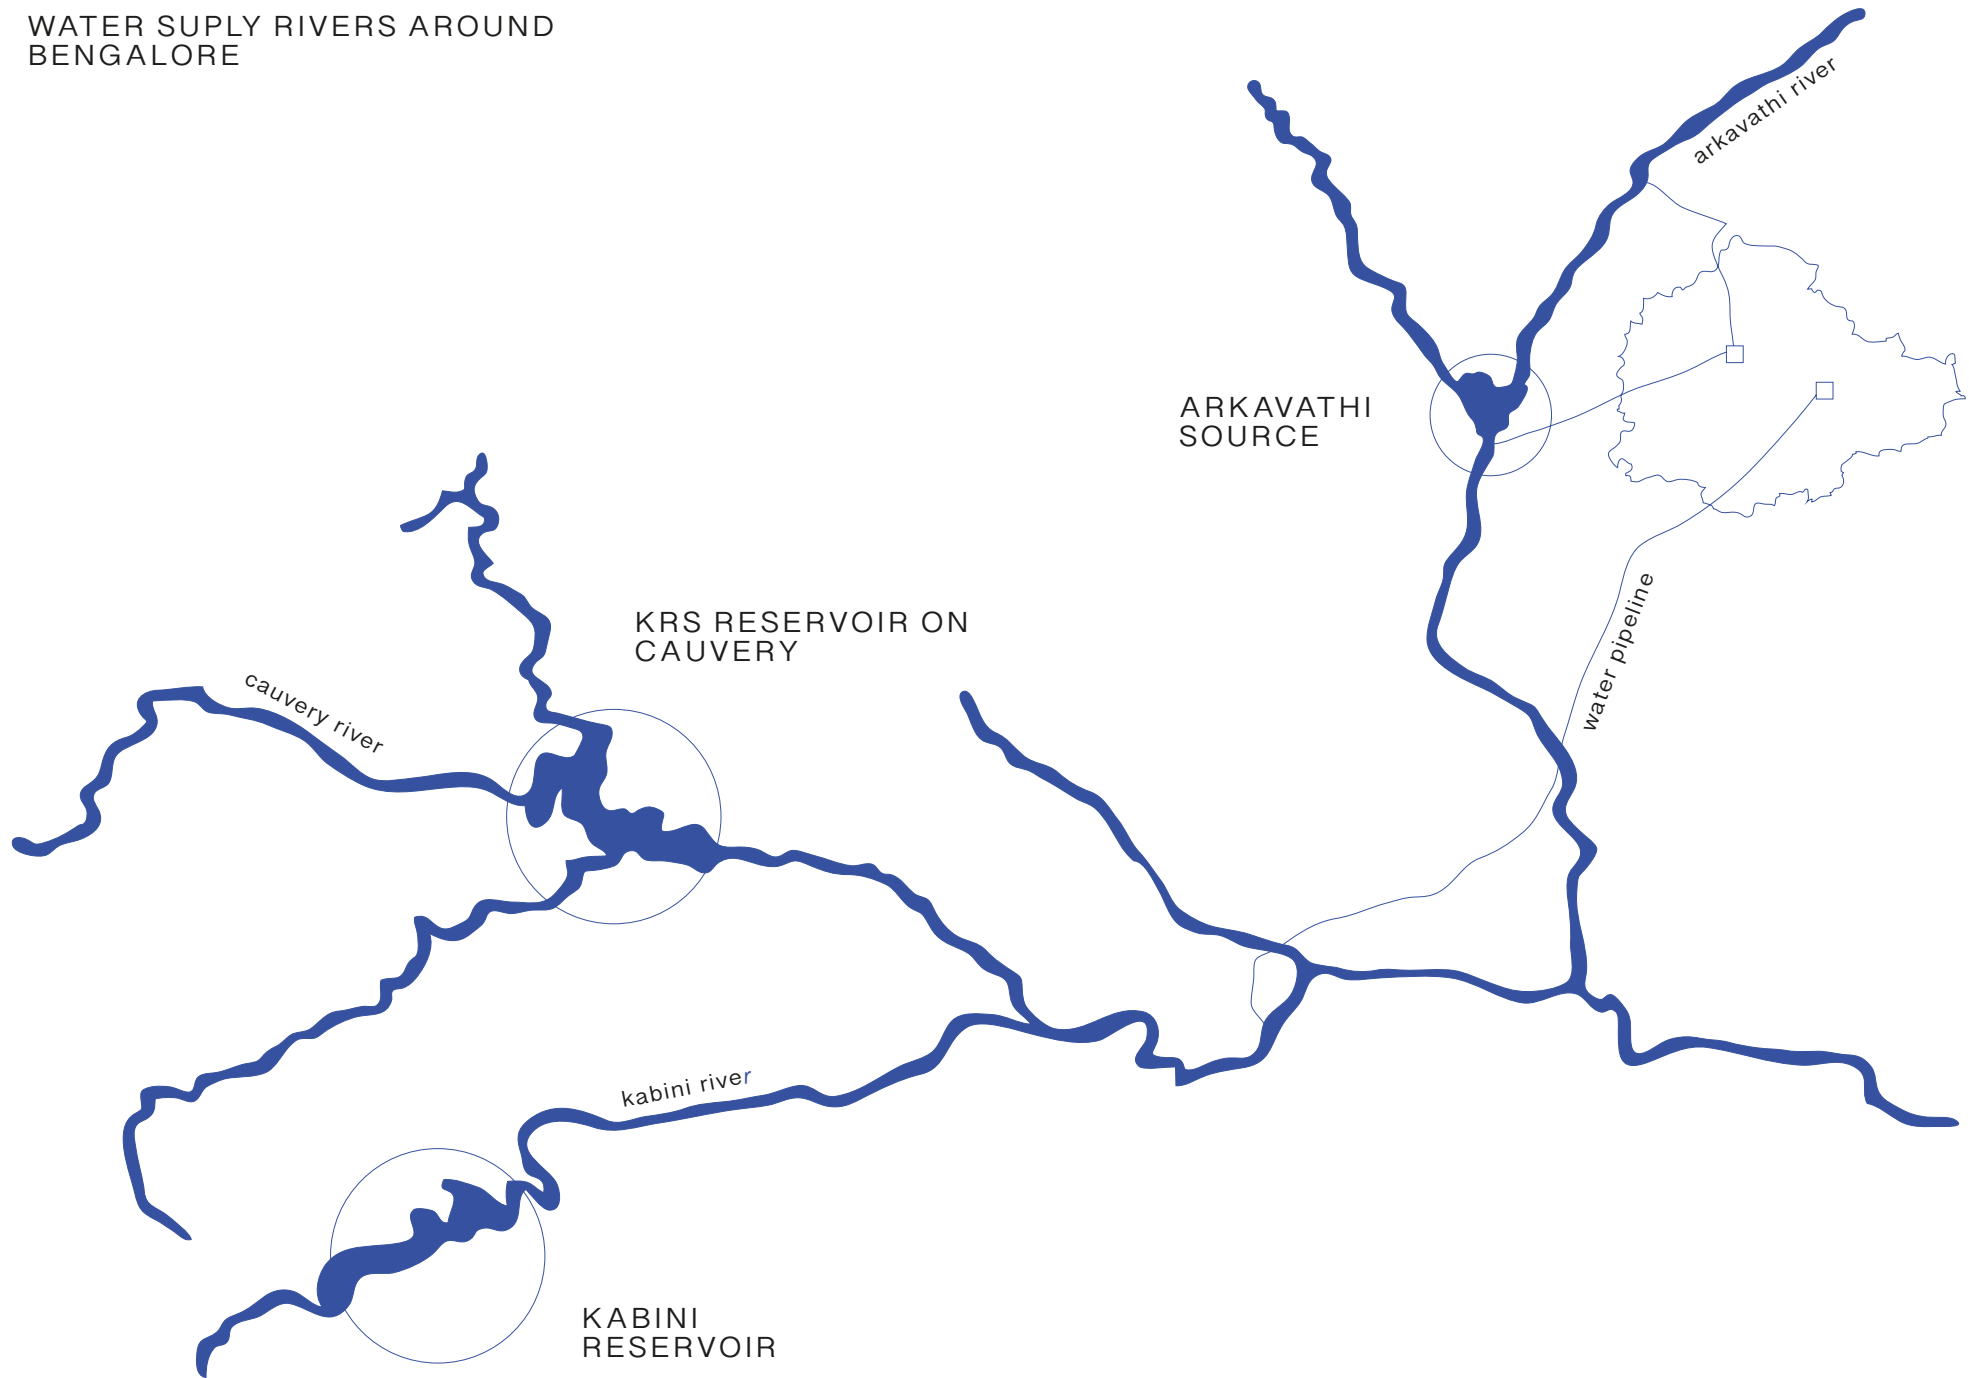 WATER SUPLY RIVERS AROUND
BENGALORE
arkavathi river
ARKAVATHI
SOURCE
KRS RESERVOIR ON
CAUVERY
water pipeline
cauvery river
kabini river
KABINI
RESERVOIR